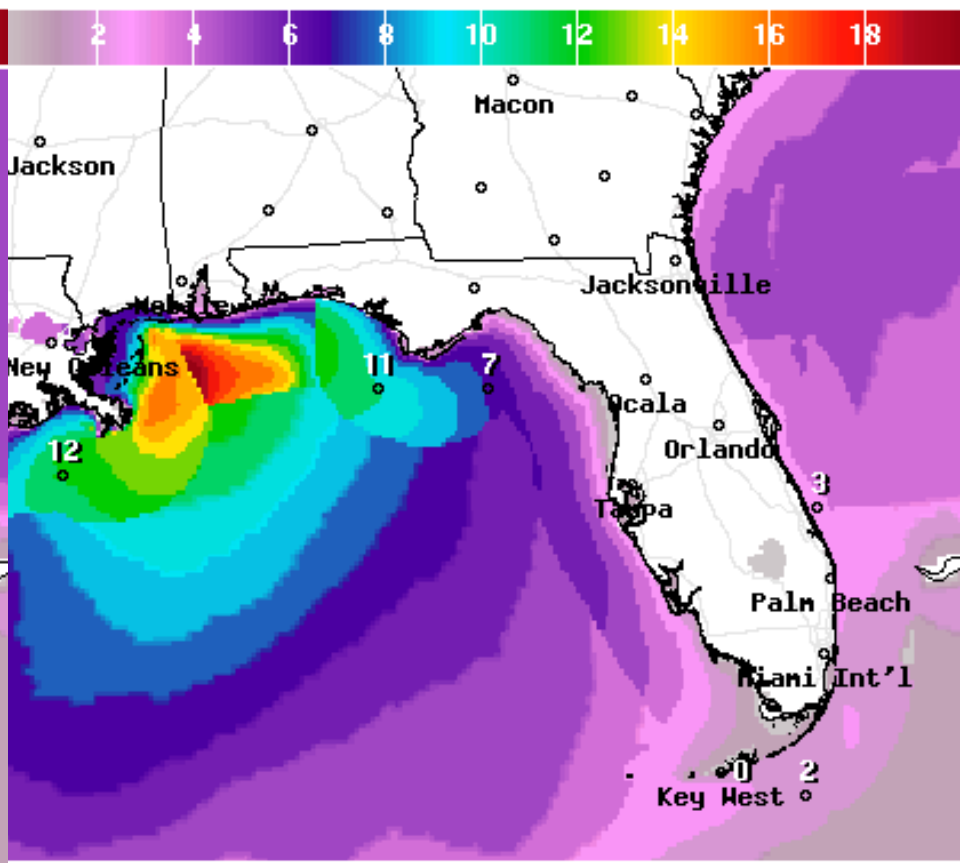 2 4 6 8 10 12 14 16 18
Macon
Jackson
Jacksonville
Mobile
New Orleans
11 7
Ocala
Orlando
12
3
Tampa
Palm Beach
Miami Int'l
0 2
Key West